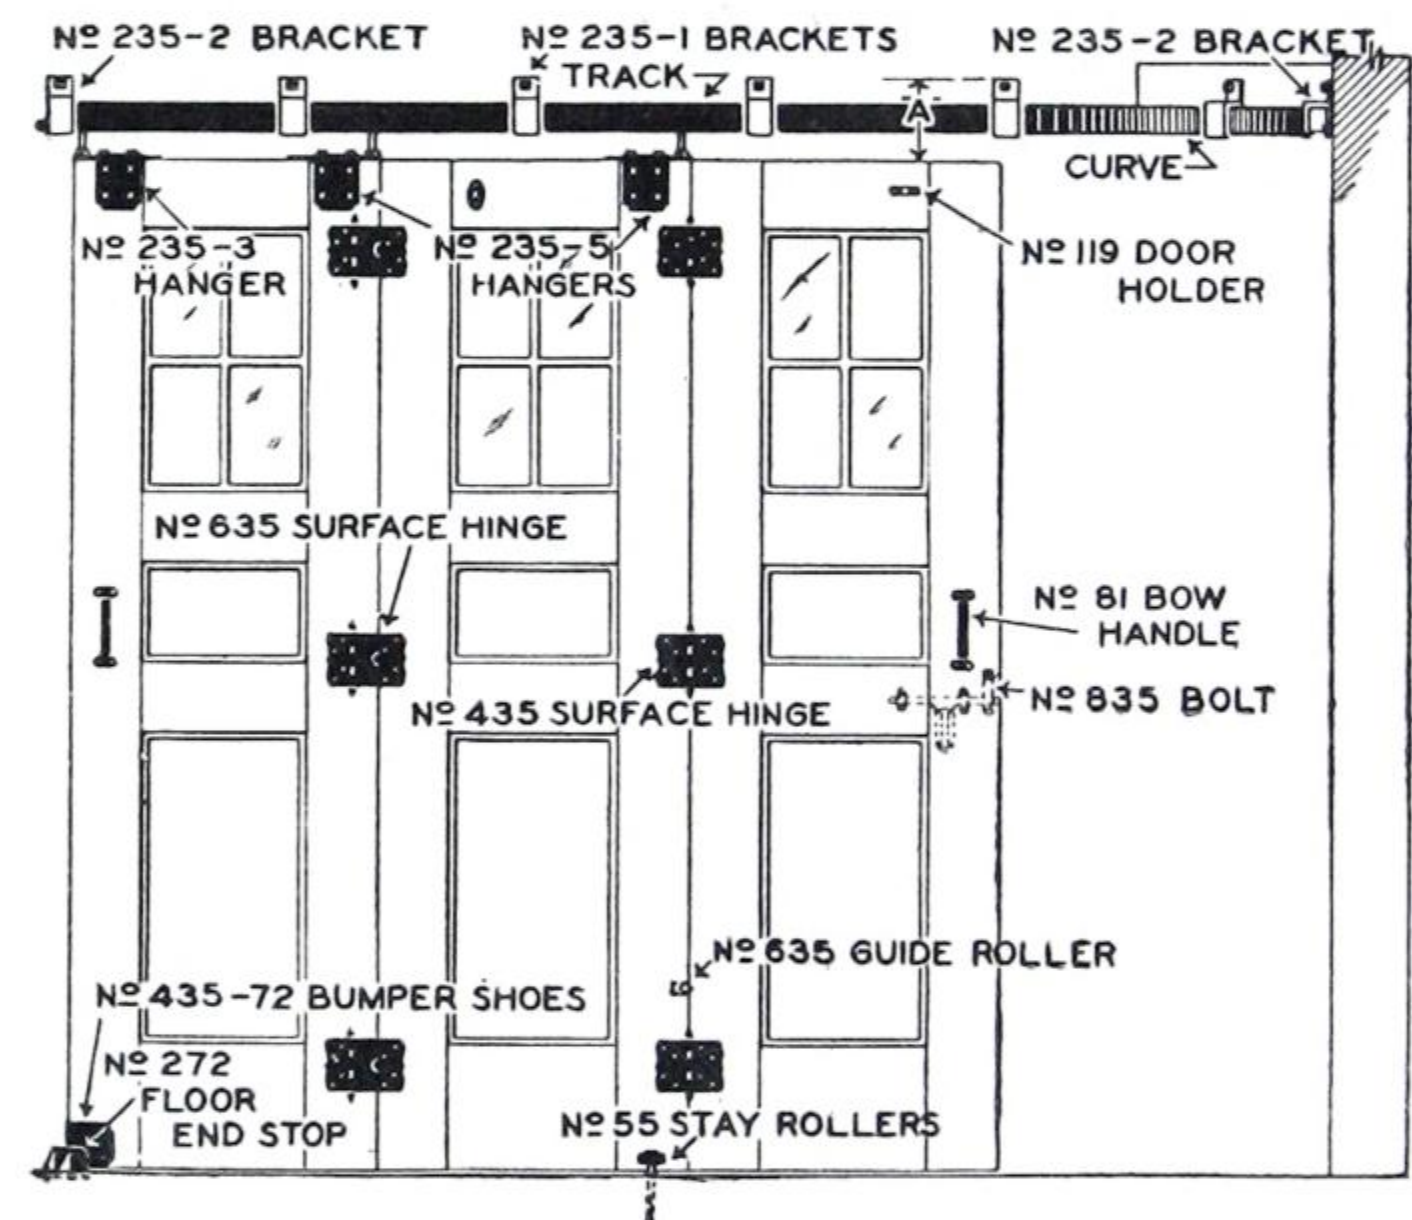 Nº 235-2 BRACKET
Nº 235-1 BRACKETS
Nº 235-2 BRACKET
TRACK
A
CURVE
Nº 235-3
HANGER
Nº 235-5
HANGERS
Nº 119 DOOR
HOLDER
Nº 635 SURFACE HINGE
Nº 81 BOW
HANDLE
Nº 435 SURFACE HINGE
Nº 835 BOLT
Nº 635 GUIDE ROLLER
Nº 435-72 BUMPER SHOES
Nº 272
FLOOR
END STOP
Nº 55 STAY ROLLERS